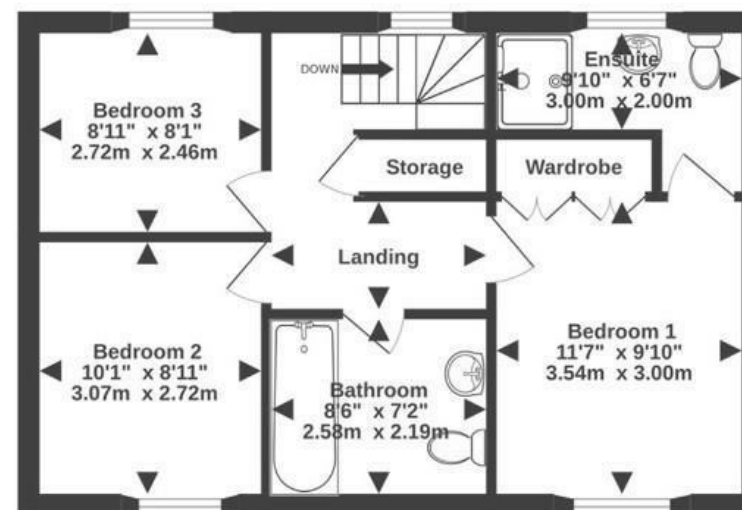 Bedroom 3
8'11" x 8'1"
2.72m x 2.46m
DOWN
Ensuite
9'10" x 6'7"
3.00m x 2.00m
Storage
Wardrobe
Landing
Bedroom 2
10'1" x 8'11"
3.07m x 2.72m
Bathroom
8'6" x 7'2"
2.58m x 2.19m
Bedroom 1
11'7" x 9'10"
3.54m x 3.00m